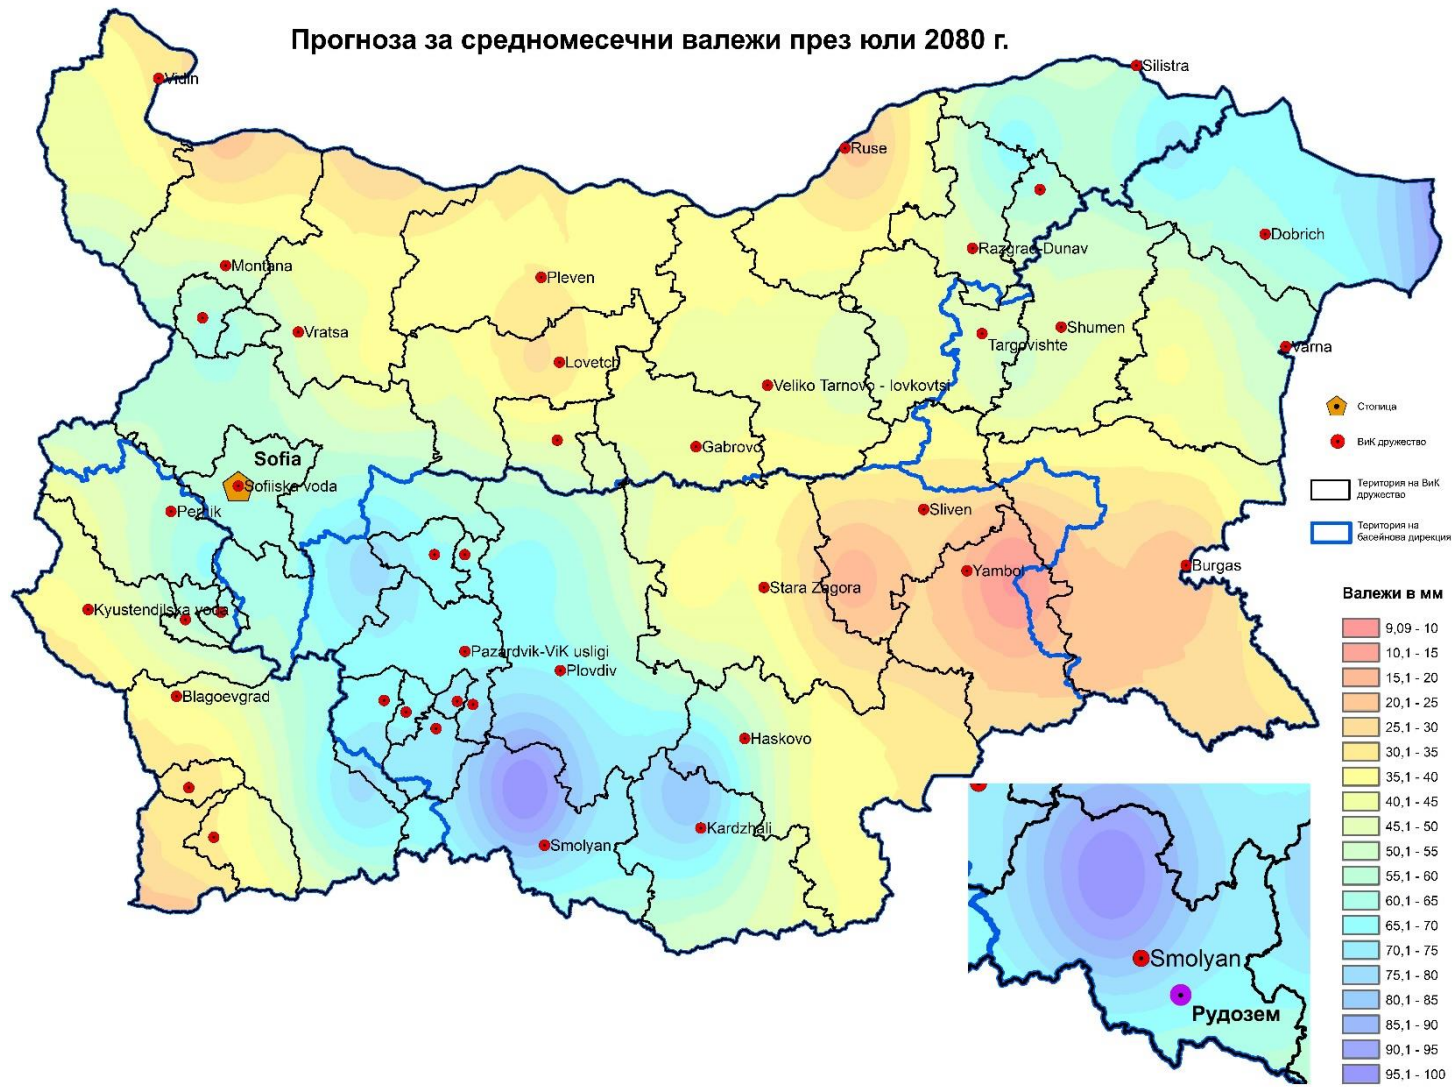 Прогноза за средномесечни валежи през юли 2080 г.
Vidin
Silistra
Ruse
Dobrich
Razgrad-Dunav
Montana
Pleven
Vratsa
Shumen
Targovishte
Varna
Lovetch
Veliko Tarnovo - Iovkovtsi
Gabrovo
Sofia
Sofiiska voda
Pernik
Sliven
Burgas
Yambol
Stara Zagora
Kyustendilska voda
Pazardvik-ViK usligi
Plovdiv
Blagoevgrad
Haskovo
Kardzhali
Smolyan
Smolyan
Рудозем
Столица
ВиК дружество
Територия на ВиК
дружество
Територия на
басейнова дирекция
Валежи в мм
9,09 - 10
10,1 - 15
15,1 - 20
20,1 - 25
25,1 - 30
30,1 - 35
35,1 - 40
40,1 - 45
45,1 - 50
50,1 - 55
55,1 - 60
60,1 - 65
65,1 - 70
70,1 - 75
75,1 - 80
80,1 - 85
85,1 - 90
90,1 - 95
95,1 - 100